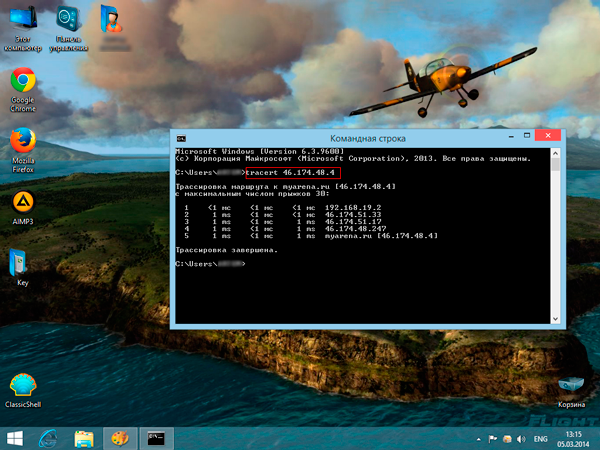 Этот
компьютер
Панель
управления
Google
Chrome
Mozilla
Firefox
AIMP3
Key
ClassicShell
Командная строка
Microsoft Windows [Version 6.3.9600]
(c) Корпорация Майкрософт (Microsoft Corporation), 2013. Все права защищены.
C:\Users\ >tracert 46.174.48.4
Трассировка маршрута к myarena.ru [46.174.48.4]
с максимальным числом прыжков 30:
1 <1 мс <1 мс <1 мс 192.168.19.2
2 1 ms <1 мс 1 ms 46.174.51.33
3 1 ms <1 мс <1 мс 46.174.51.17
4 1 ms <1 мс 1 ms 46.174.48.247
5 1 ms <1 мс 1 ms myarena.ru [46.174.48.4]
Трассировка завершена.
C:\Users\ >
Корзина
FLIGHT
ENG
13:15
05.03.2014